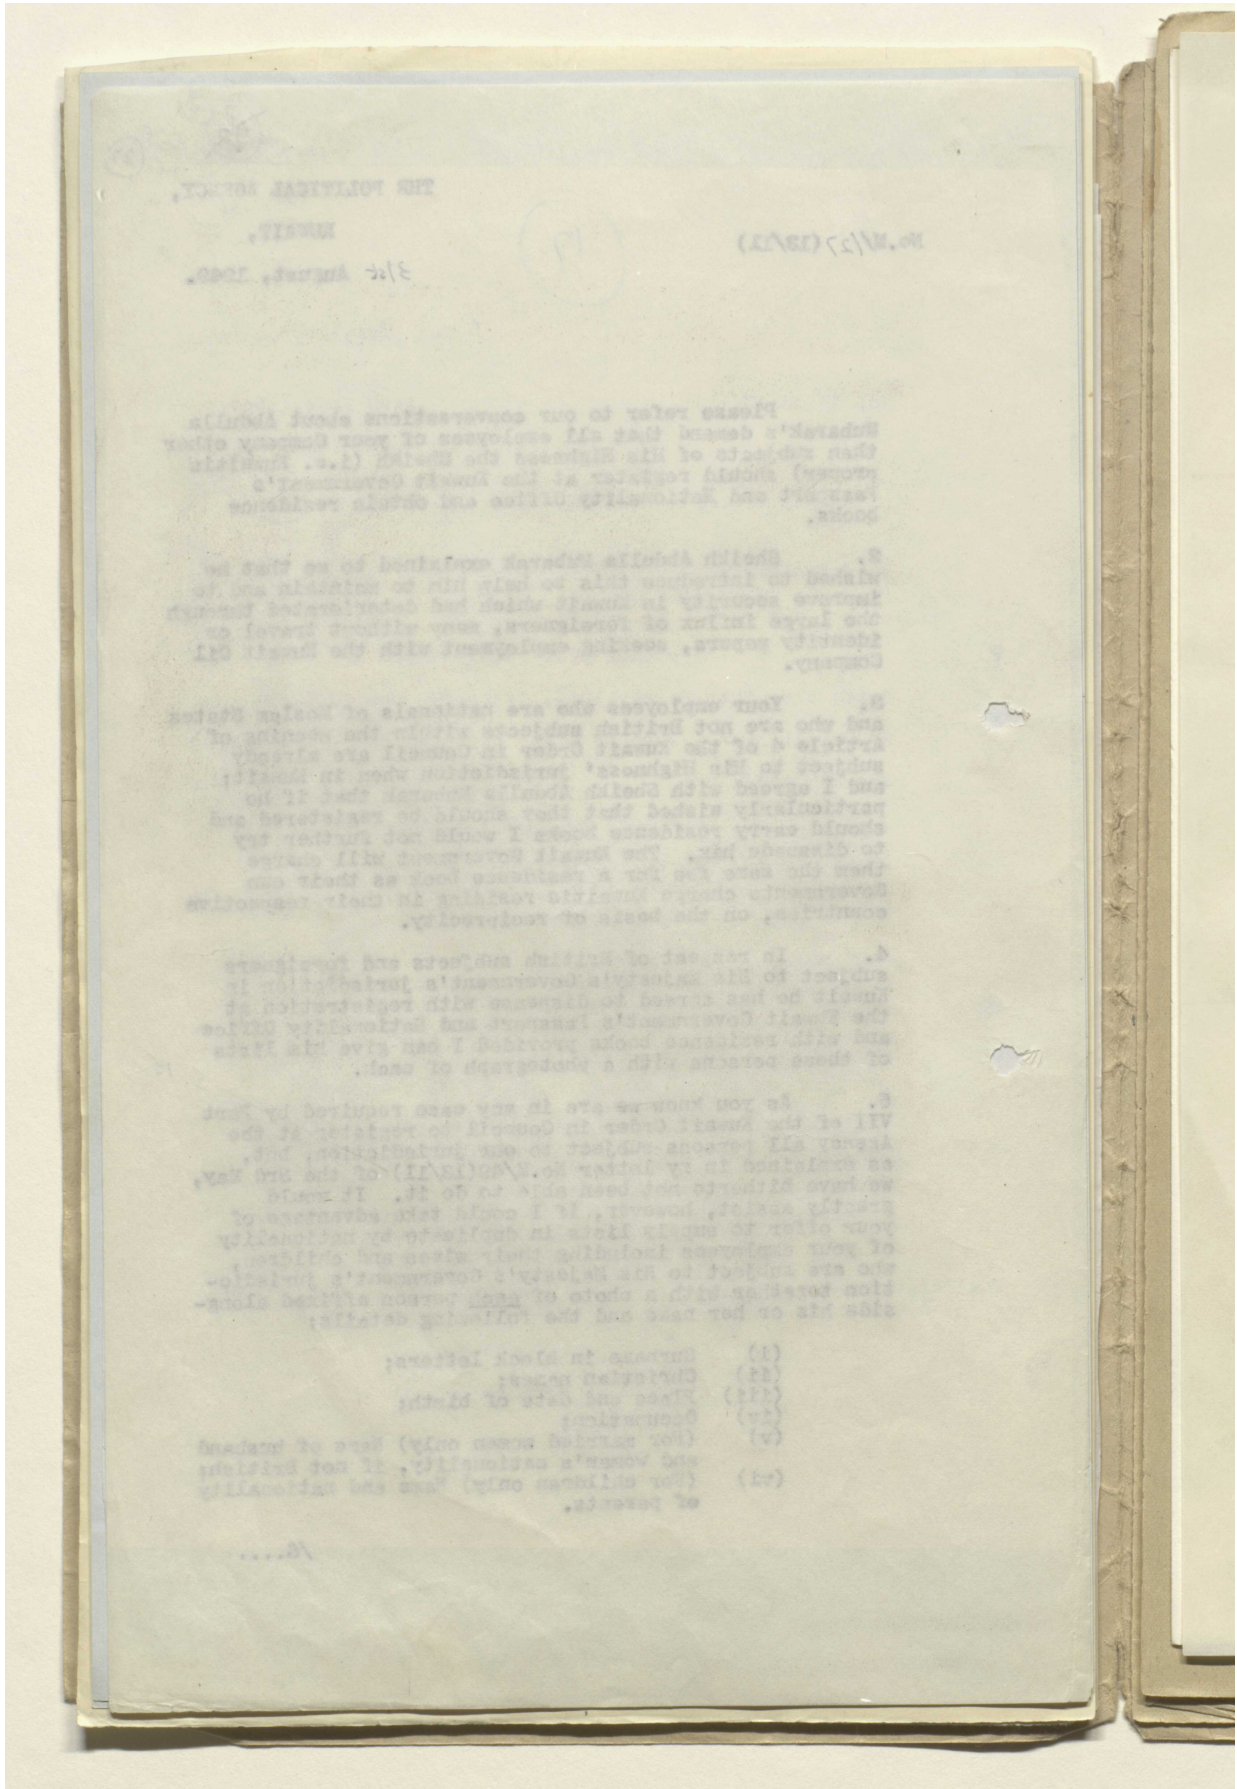 THE POLITICAL AGENCY,
KUWAIT,
31st August, 1949.
(12/11)
Please refer to our conversations about Abdulla
Mubarak's demand that all employees of your Company other
than subjects of His Highness the Sheikh (i.e. Kuwaitis
proper) should register at the Kuwait Government's
Passport and Nationality Office and obtain residence
books.
2. Sheikh Abdulla Mubarak explained to me that he
wished to introduce this to help him to maintain and to
improve security in Kuwait which had deteriorated through
the large influx of foreigners, many without travel or
identity papers, seeking employment with the Kuwait Oil
Company.
3. Your employees who are nationals of Moslem States
and who are not British subjects within the meaning of
Article 4 of the Kuwait Order in Council are already
subject to His Highness' jurisdiction when in Kuwait;
and I agreed with Sheikh Abdulla Mubarak that if he
particularly wished that they should be registered and
should carry residence books I would not further try
to dissuade him. The Kuwait Government will charge
them the same fee for a residence book as their own
Governments charge Kuwaitis residing in their respective
countries, on the basis of reciprocity.
4. In respect of British subjects and foreigners
subject to His Majesty's Government's jurisdiction in
Kuwait he has agreed to dispense with registration at
the Kuwait Government's Passport and Nationality Office
and with residence books provided I can give him lists
of these persons with a photograph of each.
5. As you know we are in any case required by Part
VII of the Kuwait Order in Council to register at the
Agency all persons subject to our jurisdiction, but,
as explained in my letter No.M/49(12/11) of the 3rd May,
we have hitherto not been able to do it. It would
greatly assist, however, if I could take advantage of
your offer to supply lists in duplicate by nationality
of your employees including their wives and children,
who are subject to His Majesty's Government's jurisdic-
tion together with a photo of each person affixed along-
side his or her name and the following details:
(i) Surname in block letters;
(ii) Christian names;
(iii) Place and date of birth;
(iv) Occupation;
(v) (For married women only) Name of husband
and woman's nationality, if not British;
(vi) (For children only) Name and nationality
of parents.
/6....